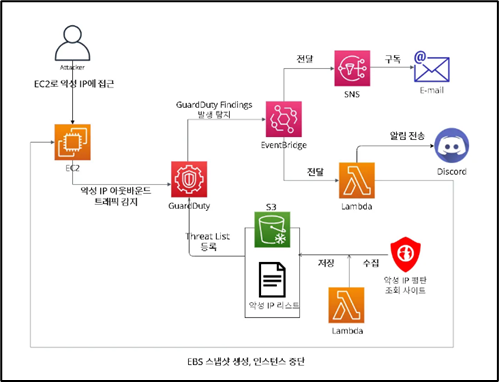 Attacker
EC2로 악성 IP에 접근
EC2
악성 IP 아웃바운드
트래픽 감지
GuardDuty
GuardDuty Findings
발생 탐지
EventBridge
전달
SNS
구독
E-mail
전달
Lambda
알림 전송
Discord
Threat List
등록
S3
악성 IP 리스트
저장
수집
Lambda
악성 IP 평판
조회 사이트
EBS 스냅샷 생성, 인스턴스 중단